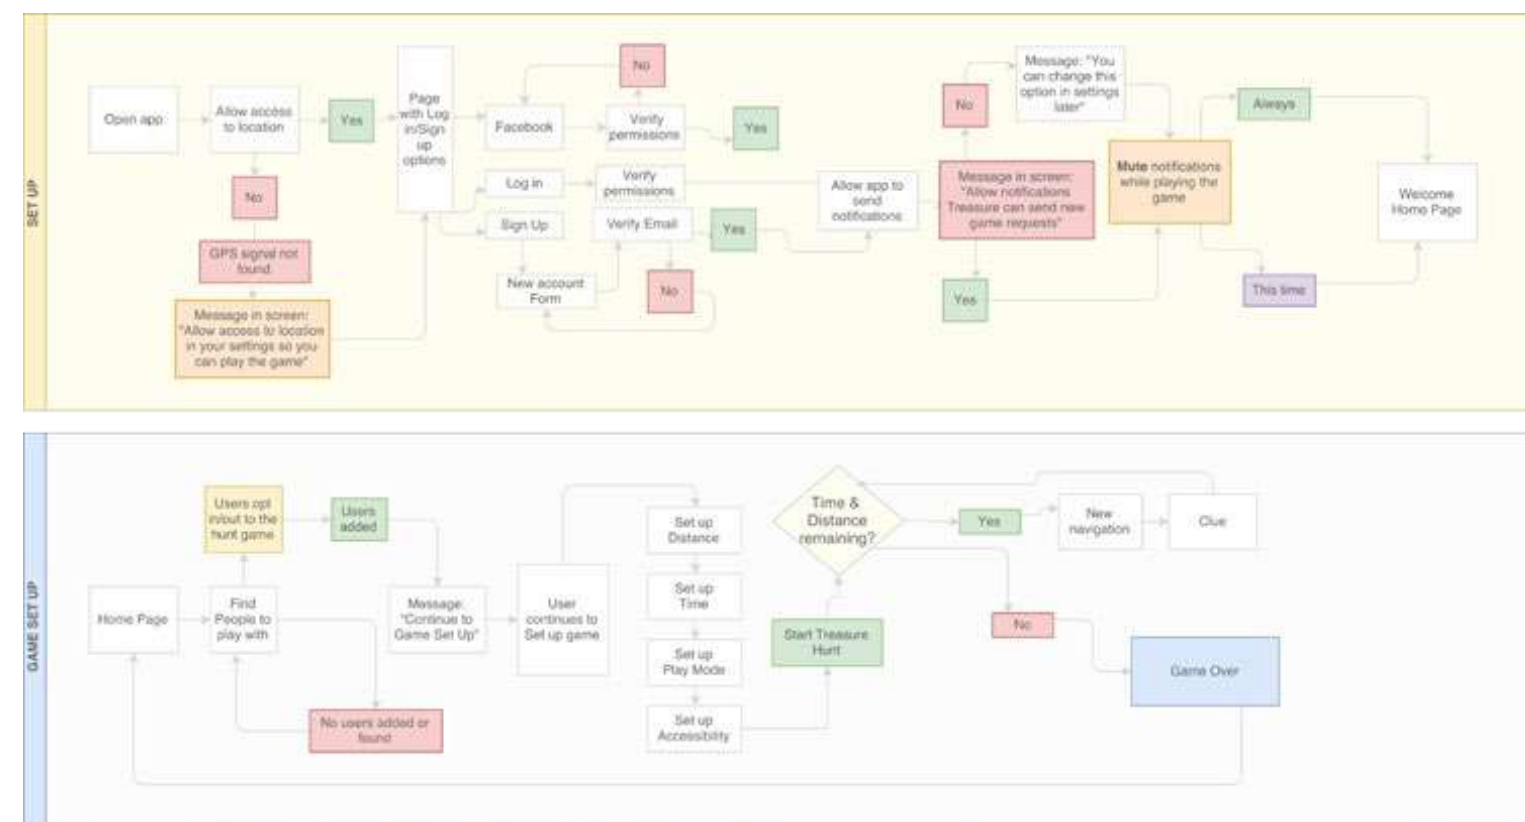 SET UP
Open app
Allow access
to location
Yes
No
GPS signal not
found
Message in screen:
"Allow access to location
in your settings so you
can play the game"
Page
with Log
in/Sign
up
options
Facebook
No
Verify
permissions
Yes
Log in
Verify
permissions
Sign Up
Verify Email
Yes
New account
Form
No
Allow app to
send
notifications
No
Message: "You
can change this
option in settings
later"
Message in screen:
"Allow notifications
Treasure can send new
game requests"
Yes
Mute notifications
while playing the
game
Always
This time
Welcome
Home Page
GAME SET UP
Home Page
Find
People to
play with
Users opt
in/out to the
hunt game
Users
added
No users added or
found
Message:
"Continue to
Game Set Up"
User
continues to
Set up game
Set up
Distance
Set up
Time
Set up
Play Mode
Set up
Accessibility
Start Treasure
Hunt
Time &
Distance
remaining?
Yes
New
navigation
Clue
No
Game Over